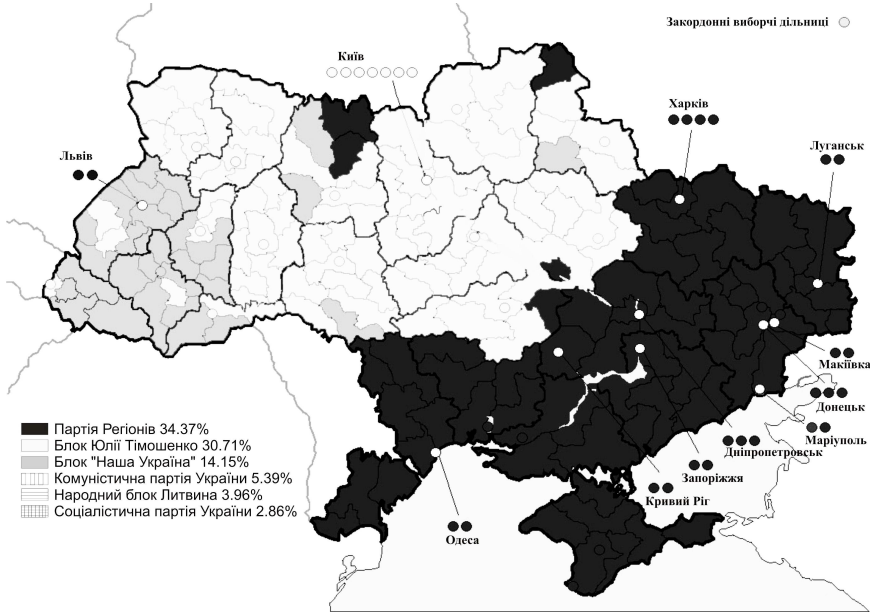 Закордонні виборчі дільниці
Київ
Харків
Луганськ
Львів
Макіївка
Донецьк
Маріуполь
Дніпропетровськ
Запоріжжя
Кривий Ріг
Одеса
Партія Регіонів 34.37%
Блок Юлії Тімошенко 30.71%
Блок "Наша Україна" 14.15%
Комуністична партія України 5.39%
Народний блок Литвина 3.96%
Соціалістична партія України 2.86%